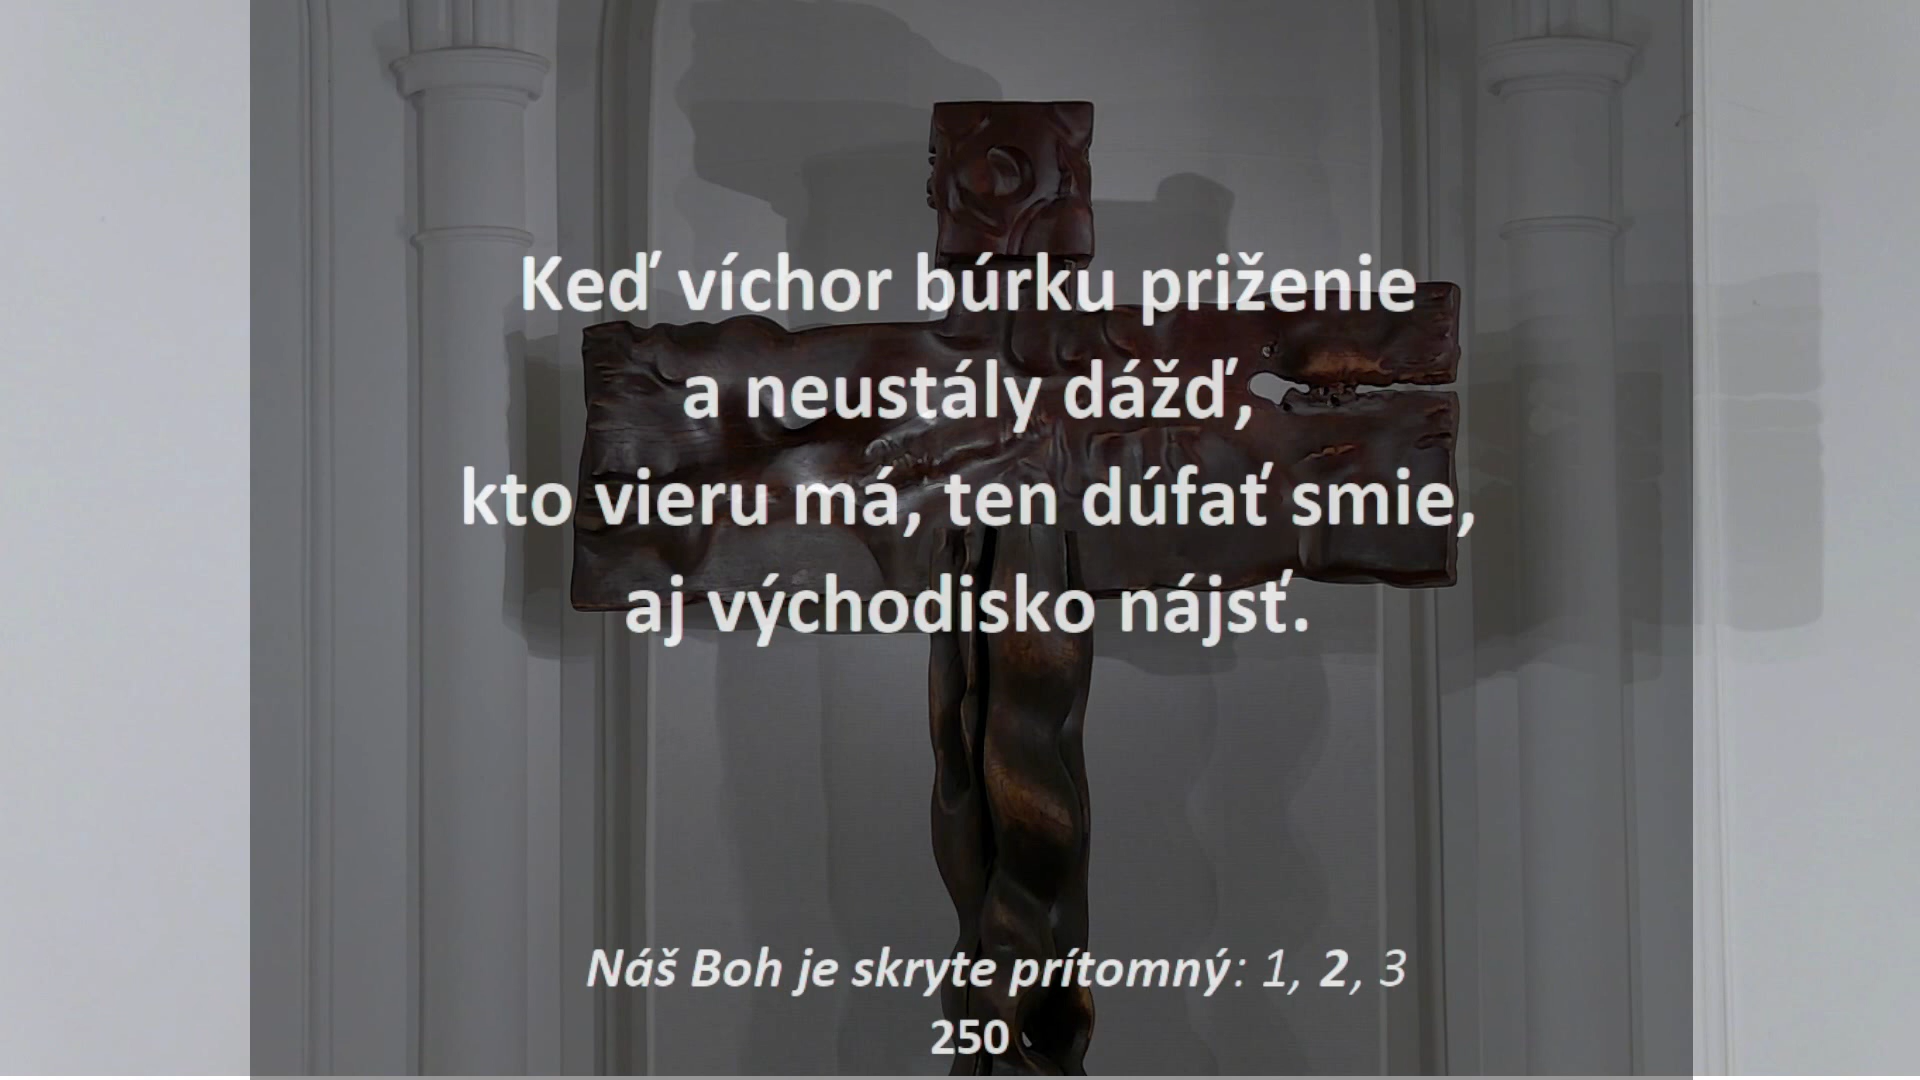 Keď víchor búrku priženie
a neustály dážď,
kto vieru má, ten dúfať smie,
aj východisko nájsť.
Náš Boh je skryte prítomný: 1, 2, 3
250